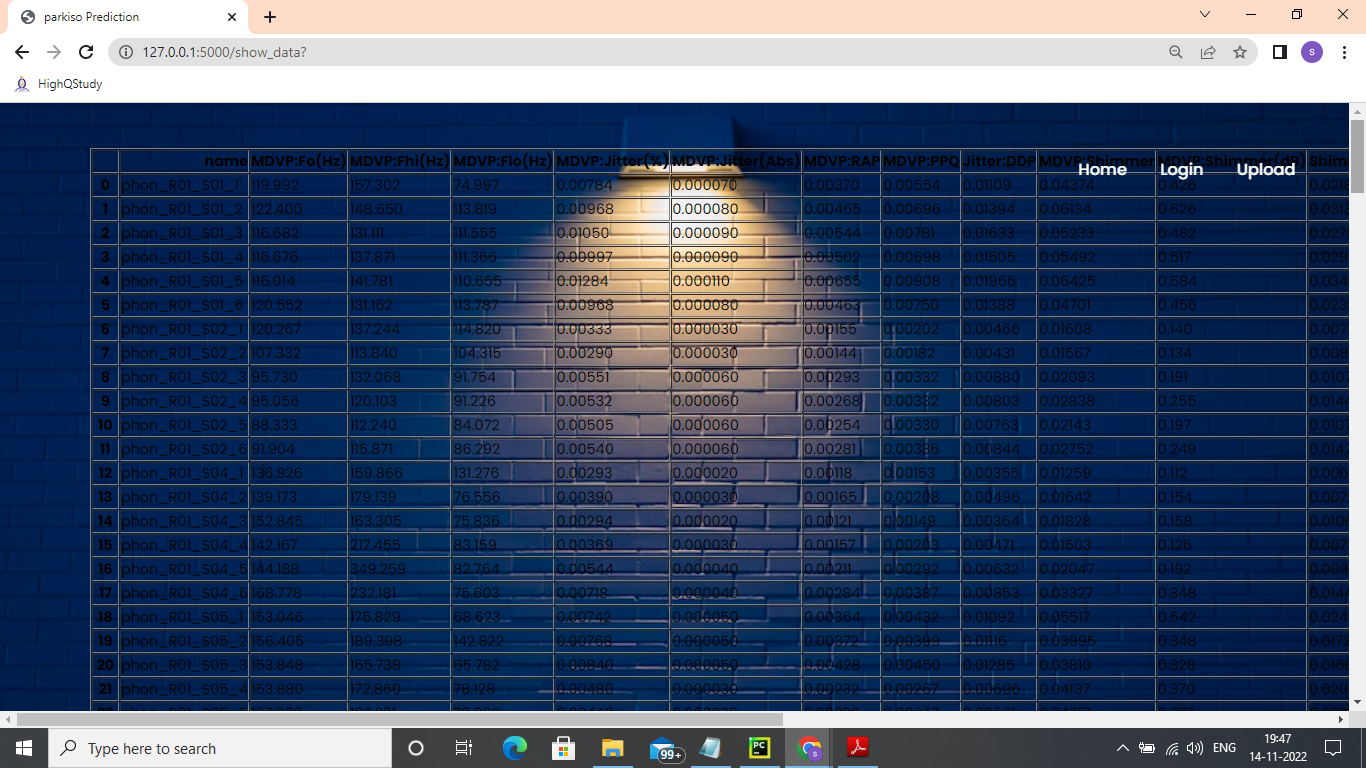 parkiso Prediction
127.0.0.1:5000/show_data?
S
HighQStudy
name MDVP:Fo(Hz) MDVP:Fhi(Hz) MDVP:Flo(Hz) MDVP:Jitter(%) MDVP:Jitter(Abs) MDVP:RAP MDVP:PPQ Jitter:DDP MDVP:Shimmer MDVP:Shimmer(dB) Shim
Home Login Upload
0 phon_R01_S01_1 119.992 157.302 74.997 0.00784 0.000070 0.00370 0.00554 0.01109 0.04374 0.426 0.0218
1 phon_R01_S01_2 122.400 148.650 113.819 0.00968 0.000080 0.00465 0.00696 0.01394 0.06134 0.626 0.0313
2 phon_R01_S01_3 116.682 131.111 111.555 0.01050 0.000090 0.00544 0.00781 0.01633 0.05233 0.482 0.027
3 phon_R01_S01_4 116.676 137.871 111.366 0.00997 0.000090 0.00502 0.00698 0.01505 0.05492 0.517 0.029
4 phon_R01_S01_5 116.014 141.781 110.655 0.01284 0.000110 0.00655 0.00908 0.01966 0.06425 0.584 0.034
5 phon_R01_S01_6 120.552 131.162 113.787 0.00968 0.000080 0.00463 0.00750 0.01388 0.04701 0.456 0.023
6 phon_R01_S02_1 120.267 137.244 114.820 0.00333 0.000030 0.00155 0.00202 0.00466 0.01608 0.140 0.007
7 phon_R01_S02_2 107.332 113.840 104.315 0.00290 0.000030 0.00144 0.00182 0.00431 0.01567 0.134 0.008
8 phon_R01_S02_3 95.730 132.068 91.754 0.00551 0.000060 0.00293 0.00332 0.00880 0.02093 0.191 0.010
9 phon_R01_S02_4 95.056 120.103 91.226 0.00532 0.000060 0.00268 0.00332 0.00803 0.02838 0.255 0.014
10 phon_R01_S02_5 88.333 112.240 84.072 0.00505 0.000060 0.00254 0.00330 0.00763 0.02143 0.197 0.010
11 phon_R01_S02_6 91.904 115.871 86.292 0.00540 0.000060 0.00281 0.00336 0.00844 0.02752 0.249 0.014
12 phon_R01_S04_1 136.926 159.866 131.276 0.00293 0.000020 0.00118 0.00153 0.00355 0.01259 0.112 0.006
13 phon_R01_S04_2 139.173 179.139 76.556 0.00390 0.000030 0.00165 0.00208 0.00496 0.01642 0.154 0.007
14 phon_R01_S04_3 152.845 163.305 75.836 0.00294 0.000020 0.00121 0.00149 0.00364 0.01828 0.158 0.010
15 phon_R01_S04_4 142.167 217.455 83.159 0.00369 0.000030 0.00157 0.00203 0.00471 0.01503 0.126 0.007
16 phon_R01_S04_5 144.188 349.259 82.764 0.00544 0.000040 0.00211 0.00292 0.00632 0.02047 0.192 0.009
17 phon_R01_S04_6 168.778 232.181 75.603 0.00718 0.000040 0.00284 0.00387 0.00853 0.03327 0.348 0.014
18 phon_R01_S05_1 153.046 175.829 68.623 0.00742 0.000050 0.00364 0.00432 0.01092 0.05517 0.542 0.024
19 phon_R01_S05_2 156.405 189.398 142.822 0.00768 0.000050 0.00372 0.00399 0.01116 0.03995 0.348 0.017
20 phon_R01_S05_3 153.848 165.738 65.782 0.00840 0.000050 0.00428 0.00450 0.01285 0.03810 0.328 0.016
21 phon_R01_S05_4 153.880 172.860 78.128 0.00480 0.000030 0.00232 0.00267 0.00696 0.04137 0.370 0.020
Type here to search
99+
PC
S
ENG
19:47
14-11-2022